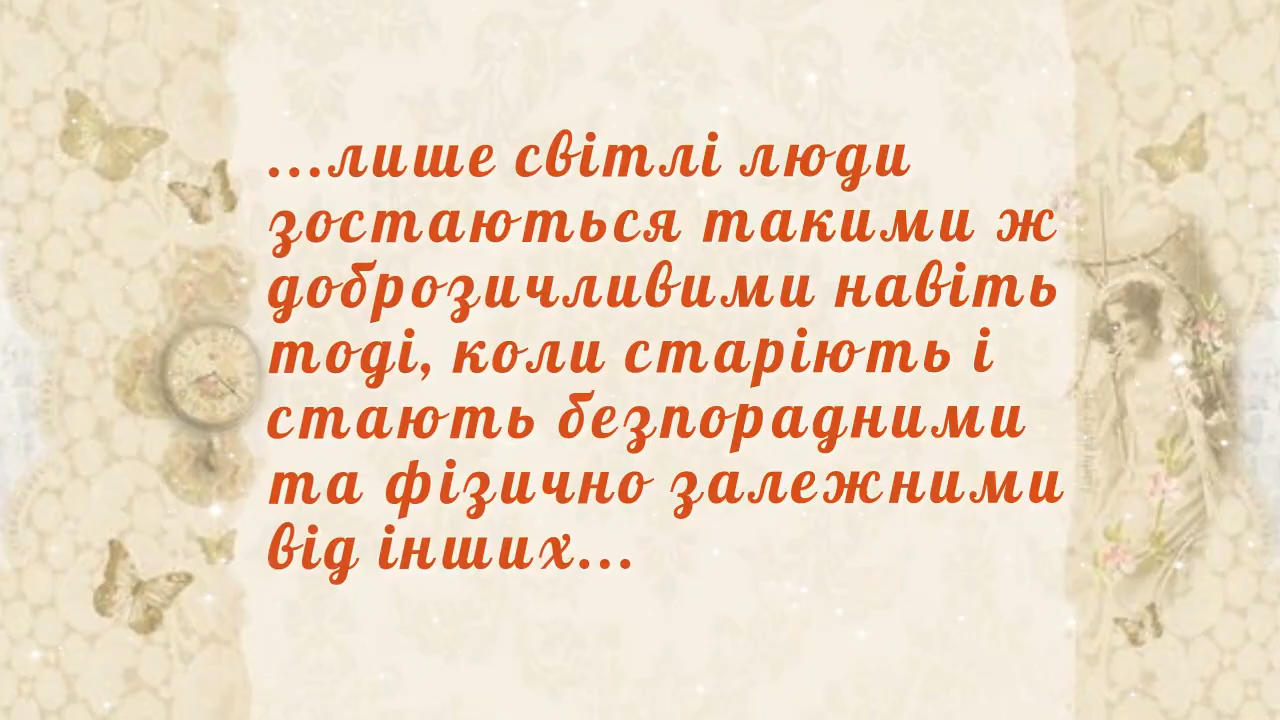 ...лише світлі люди
зостаються такими ж
доброзичливими навіть
тоді, коли старіють і
стають безпорадними
та фізично залежними
від інших...